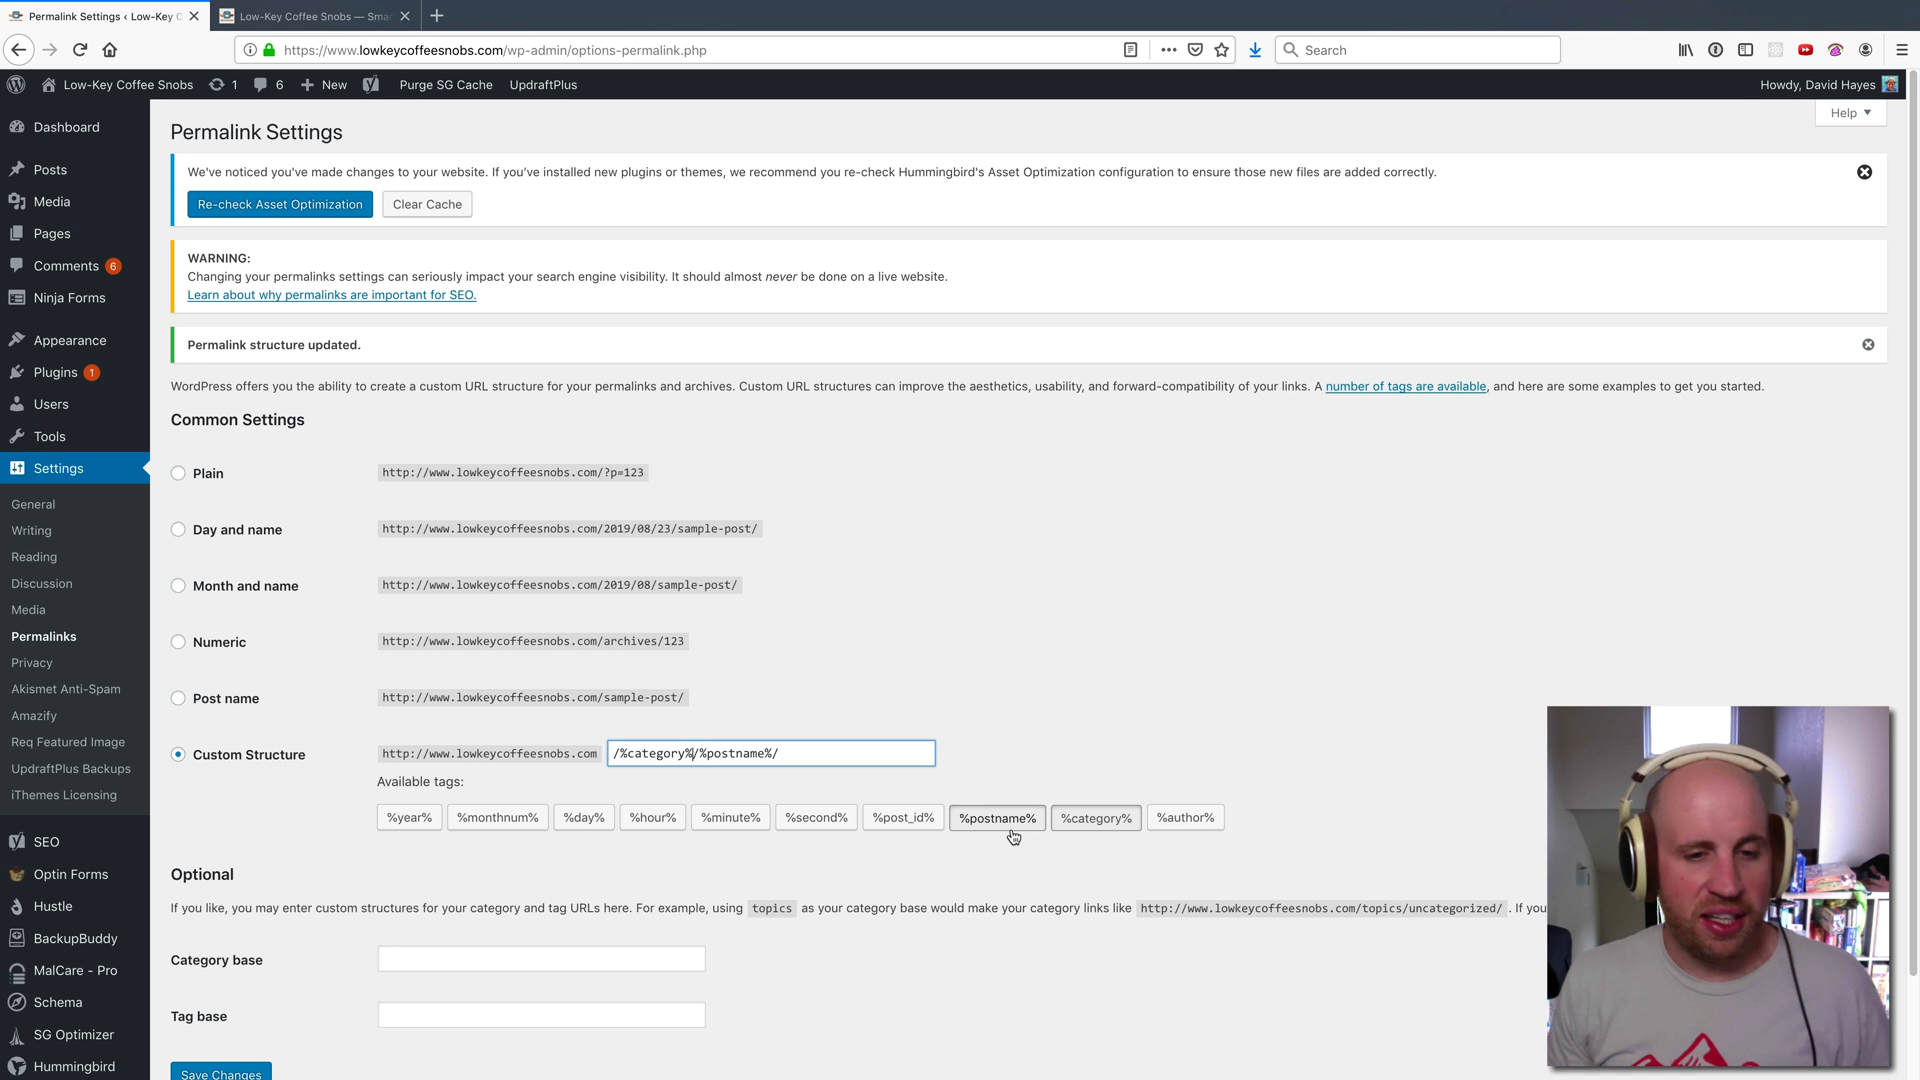 Permalink Settings ‹ Low-Key C
Low-Key Coffee Snobs — Sma
https://www.lowkeycoffeesnobs.com/wp-admin/options-permalink.php
Search
Low-Key Coffee Snobs
1
6
New
Purge SG Cache
UpdraftPlus
Howdy, David Hayes
Help
Dashboard
Posts
Media
Pages
Comments 6
Ninja Forms
Appearance
Plugins 1
Users
Tools
Settings
General
Writing
Reading
Discussion
Media
Permalinks
Privacy
Akismet Anti-Spam
Amazify
Req Featured Image
UpdraftPlus Backups
iThemes Licensing
SEO
Optin Forms
Hustle
BackupBuddy
MalCare - Pro
Schema
SG Optimizer
Hummingbird
Permalink Settings
We've noticed you've made changes to your website. If you've installed new plugins or themes, we recommend you re-check Hummingbird's Asset Optimization configuration to ensure those new files are added correctly.
Re-check Asset Optimization
Clear Cache
WARNING:
Changing your permalinks settings can seriously impact your search engine visibility. It should almost never be done on a live website.
Learn about why permalinks are important for SEO.
Permalink structure updated.
WordPress offers you the ability to create a custom URL structure for your permalinks and archives. Custom URL structures can improve the aesthetics, usability, and forward-compatibility of your links. A number of tags are available, and here are some examples to get you started.
Common Settings
Plain http://www.lowkeycoffeesnobs.com/?p=123
Day and name http://www.lowkeycoffeesnobs.com/2019/08/23/sample-post/
Month and name http://www.lowkeycoffeesnobs.com/2019/08/sample-post/
Numeric http://www.lowkeycoffeesnobs.com/archives/123
Post name http://www.lowkeycoffeesnobs.com/sample-post/
Custom Structure http://www.lowkeycoffeesnobs.com /%category%/%postname%/
Available tags:
%year% %monthnum% %day% %hour% %minute% %second% %post_id% %postname% %category% %author%
Optional
If you like, you may enter custom structures for your category and tag URLs here. For example, using topics as your category base would make your category links like http://www.lowkeycoffeesnobs.com/topics/uncategorized/ . If you
Category base
Tag base
Save Changes